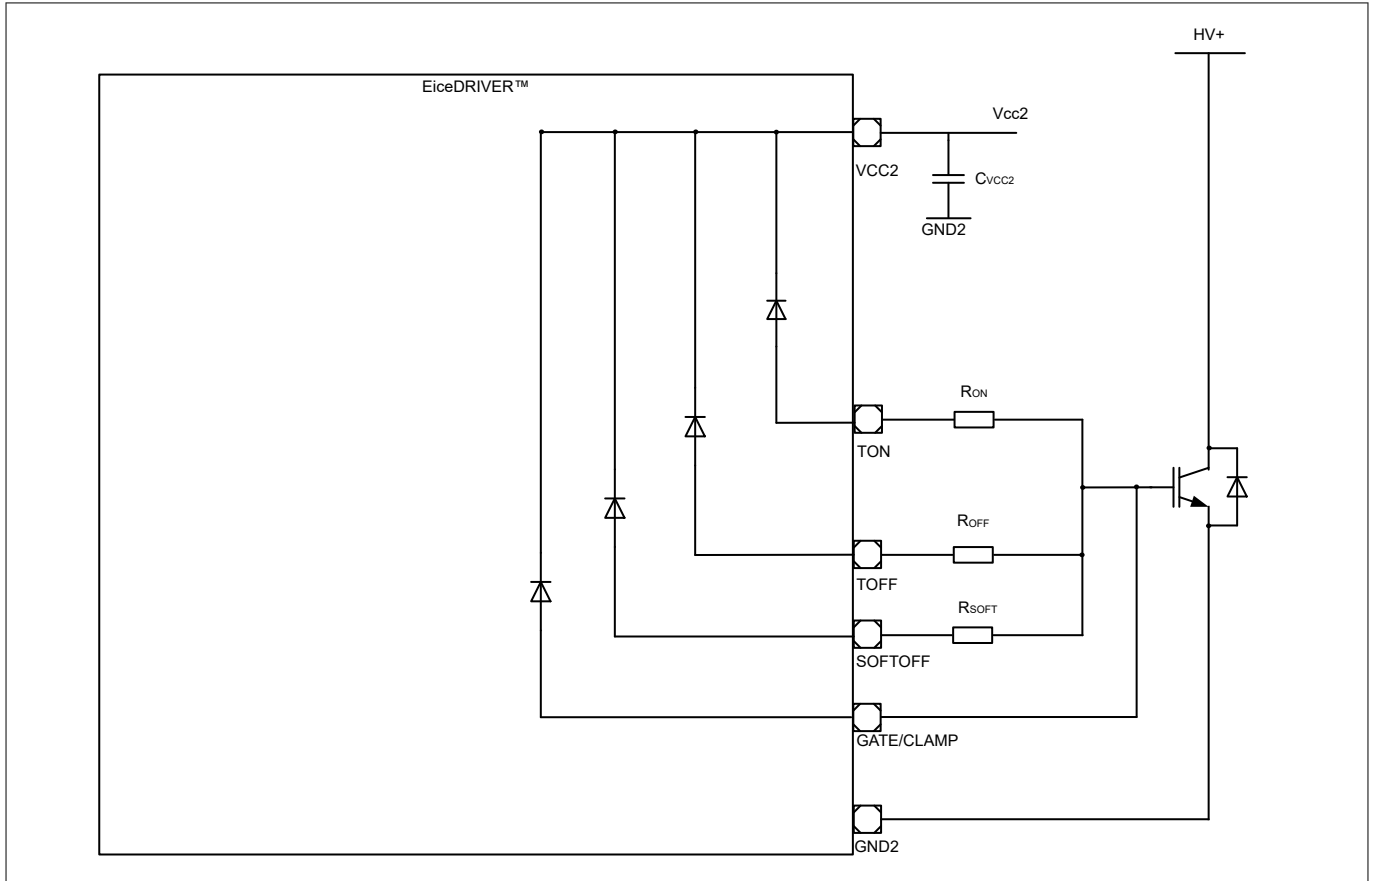 HV+
EiceDRIVER™
Vcc2
VCC2
CVCC2
GND2
RON
TON
ROFF
TOFF
RSOFT
SOFTOFF
GATE/CLAMP
GND2